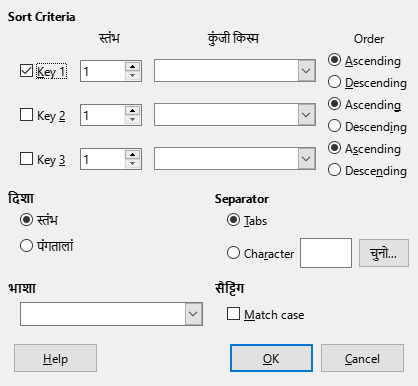 Sort Criteria
स्तंभ कुंजी किस्म Order
Key 1 1 Ascending
Descending
Key 2 1 Ascending
Descending
Key 3 1 Ascending
Descending
दिशा Separator
स्तंभ Tabs
पंगतालां Character चुनो...
भाशा सैट्टिंग
Match case
Help OK Cancel